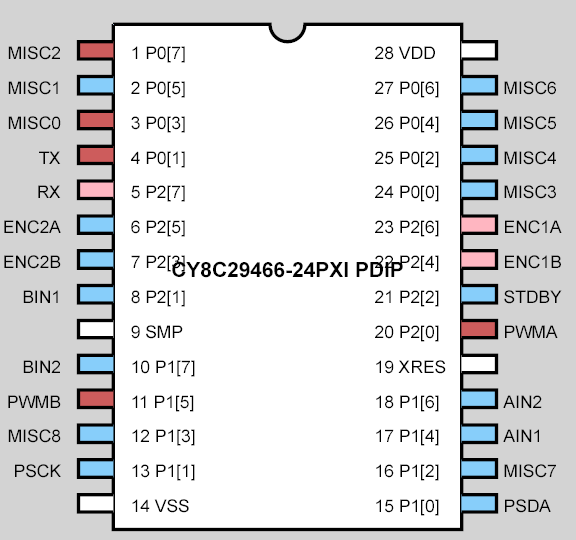 MISC2 1 P0[7] 28 VDD
MISC1 2 P0[5] 27 P0[6] MISC6
MISC0 3 P0[3] 26 P0[4] MISC5
TX 4 P0[1] 25 P0[2] MISC4
RX 5 P2[7] 24 P0[0] MISC3
ENC2A 6 P2[5] 23 P2[6] ENC1A
ENC2B 7 P2[3] 22 P2[4] ENC1B
CY8C29466-24PXI PDIP
BIN1 8 P2[1] 21 P2[2] STDBY
9 SMP 20 P2[0] PWMA
BIN2 10 P1[7] 19 XRES
PWMB 11 P1[5] 18 P1[6] AIN2
MISC8 12 P1[3] 17 P1[4] AIN1
PSCK 13 P1[1] 16 P1[2] MISC7
14 VSS 15 P1[0] PSDA